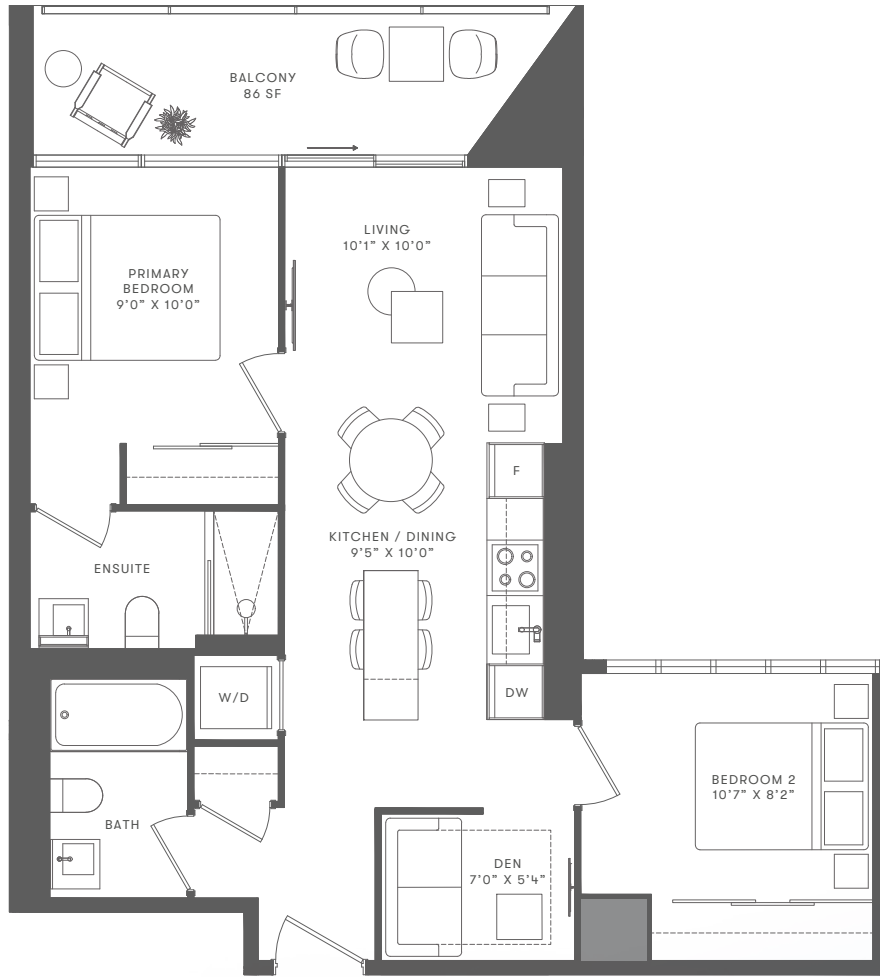 BALCONY
86 SF
LIVING
10'1" X 10'0"
PRIMARY
BEDROOM
9'0" X 10'0"
F
KITCHEN / DINING
9'5" X 10'0"
ENSUITE
W/D
DW
BEDROOM 2
10'7" X 8'2"
BATH
DEN
7'0" X 5'4"